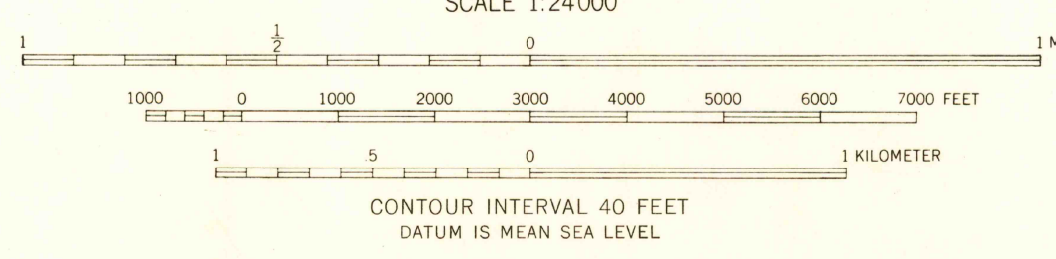 SCALE 1:24000
1 1/2 0 1 M
1000 0 1000 2000 3000 4000 5000 6000 7000 FEET
1 .5 0 1 KILOMETER
CONTOUR INTERVAL 40 FEET
DATUM IS MEAN SEA LEVEL